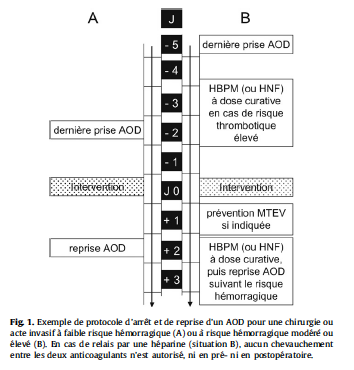 A
J
B
- 5
dernière prise AOD
- 4
- 3
HBPM (ou HNF)
à dose curative
en cas de risque
thrombotique
élevé
dernière prise AOD
- 2
- 1
Intervention
J 0
Intervention
+ 1
prévention MTEV
si indiquée
reprise AOD
+ 2
+ 3
HBPM (ou HNF)
à dose curative,
puis reprise AOD
suivant le risque
hémorragique
Fig. 1. Exemple de protocole d'arrêt et de reprise d'un AOD pour une chirurgie ou
acte invasif à faible risque hémorragique (A) ou á risque hémorragique modéré ou
élevé (B). En cas de relais par une héparine (situation B), aucun chevauchement
entre les deux anticoagulants n'est autorisé, ni en pré- ni en postopératoire.